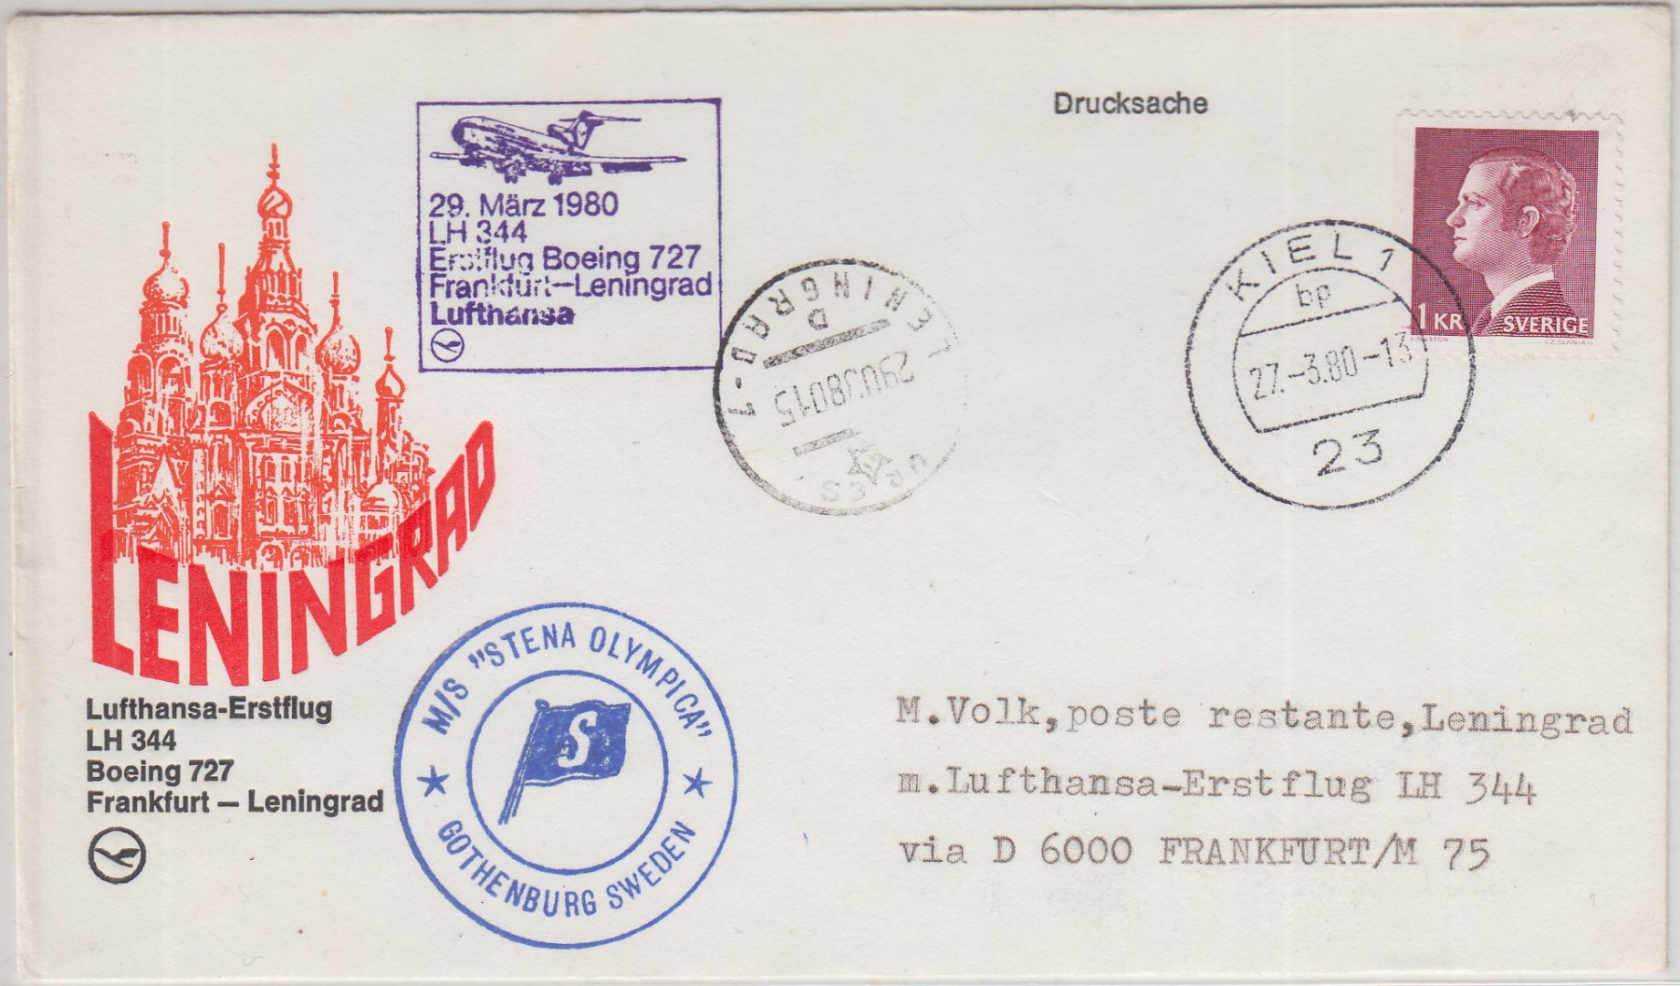 Drucksache
29. März 1980
LH 344
Erstflug Boeing 727
Frankfurt–Leningrad
Lufthansa
1 KR SVERIGE
KIEL 1
bp
27.-3.80-13
23
LENINGRAD-1
D
LENINGRAD
Lufthansa-Erstflug
LH 344
Boeing 727
Frankfurt – Leningrad
M/S "STENA OLYMPICA"
S
GOTHENBURG SWEDEN
M.Volk,poste restante,Leningrad
m.Lufthansa-Erstflug LH 344
via D 6000 FRANKFURT/M 75